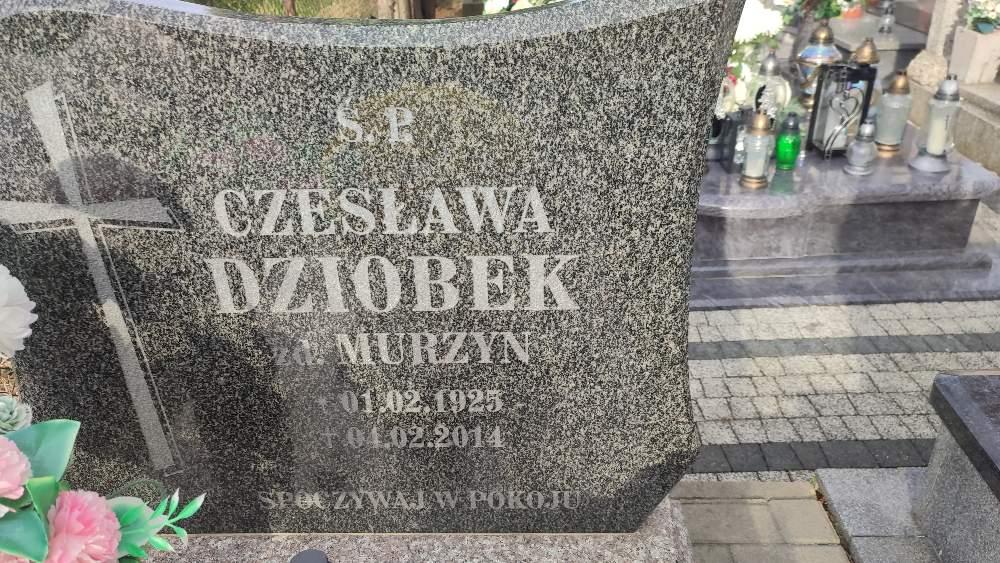 Ś. P.
CZESŁAWA
DZIOBEK
zd. MURZYN
* 01.02.1925
+ 04.02.2014
SPOCZYWAJ W POKOJU